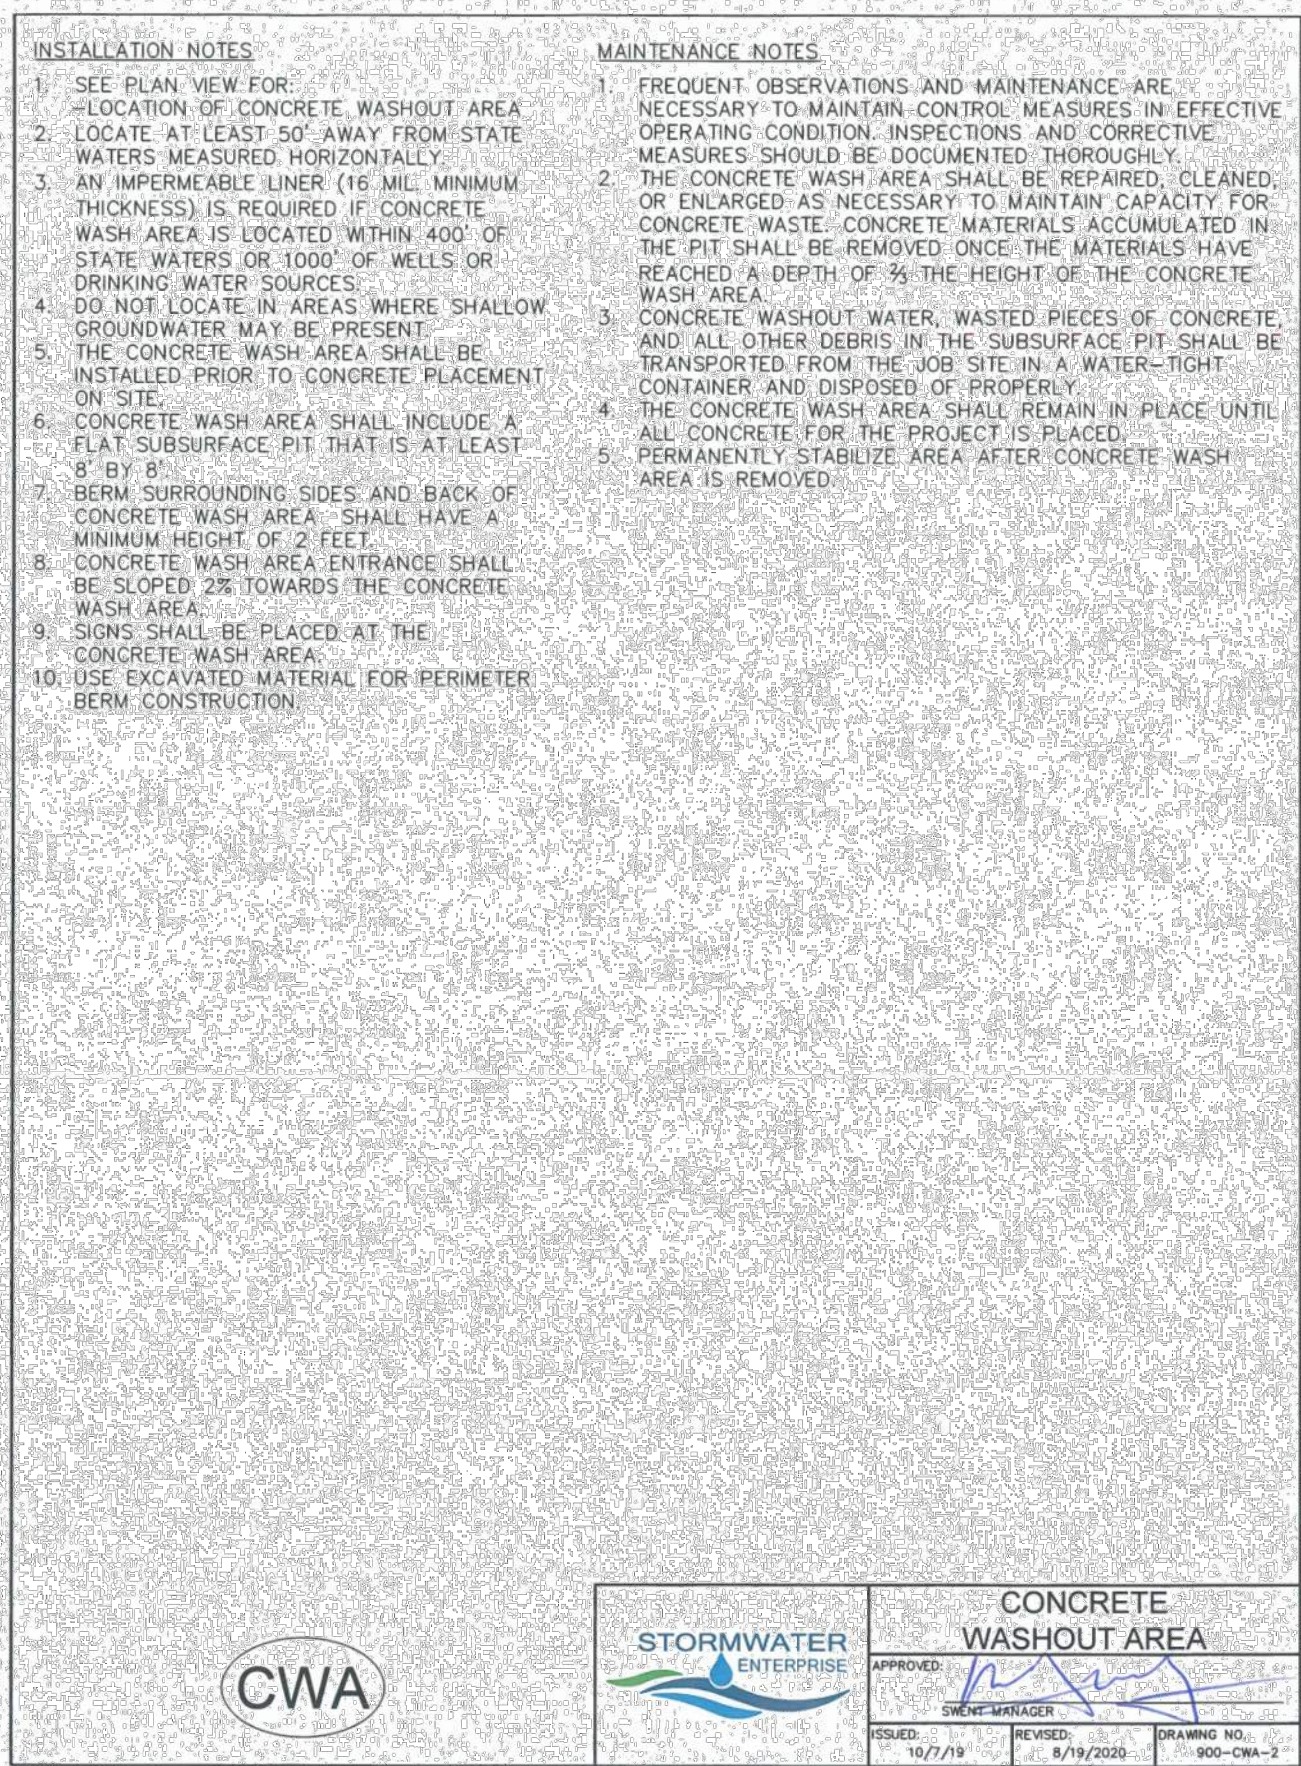 INSTALLATION NOTES
1. SEE PLAN VIEW FOR:
-LOCATION OF CONCRETE WASHOUT AREA
2. LOCATE AT LEAST 50' AWAY FROM STATE
WATERS MEASURED HORIZONTALLY.
3. AN IMPERMEABLE LINER (16 MIL. MINIMUM
THICKNESS) IS REQUIRED IF CONCRETE
WASH AREA IS LOCATED WITHIN 400' OF
STATE WATERS OR 1000' OF WELLS OR
DRINKING WATER SOURCES.
4. DO NOT LOCATE IN AREAS WHERE SHALLOW
GROUNDWATER MAY BE PRESENT.
5. THE CONCRETE WASH AREA SHALL BE
INSTALLED PRIOR TO CONCRETE PLACEMENT
ON SITE.
6. CONCRETE WASH AREA SHALL INCLUDE A
FLAT SUBSURFACE PIT THAT IS AT LEAST
8' BY 8'.
7. BERM SURROUNDING SIDES AND BACK OF
CONCRETE WASH AREA SHALL HAVE A
MINIMUM HEIGHT OF 2 FEET.
8. CONCRETE WASH AREA ENTRANCE SHALL
BE SLOPED 2% TOWARDS THE CONCRETE
WASH AREA.
9. SIGNS SHALL BE PLACED AT THE
CONCRETE WASH AREA.
10. USE EXCAVATED MATERIAL FOR PERIMETER
BERM CONSTRUCTION.
MAINTENANCE NOTES
1. FREQUENT OBSERVATIONS AND MAINTENANCE ARE
NECESSARY TO MAINTAIN CONTROL MEASURES IN EFFECTIVE
OPERATING CONDITION. INSPECTIONS AND CORRECTIVE
MEASURES SHOULD BE DOCUMENTED THOROUGHLY.
2. THE CONCRETE WASH AREA SHALL BE REPAIRED, CLEANED,
OR ENLARGED AS NECESSARY TO MAINTAIN CAPACITY FOR
CONCRETE WASTE. CONCRETE MATERIALS ACCUMULATED IN
THE PIT SHALL BE REMOVED ONCE THE MATERIALS HAVE
REACHED A DEPTH OF ⅔ THE HEIGHT OF THE CONCRETE
WASH AREA.
3. CONCRETE WASHOUT WATER, WASTED PIECES OF CONCRETE,
AND ALL OTHER DEBRIS IN THE SUBSURFACE PIT SHALL BE
TRANSPORTED FROM THE JOB SITE IN A WATER-TIGHT
CONTAINER AND DISPOSED OF PROPERLY.
4. THE CONCRETE WASH AREA SHALL REMAIN IN PLACE UNTIL
ALL CONCRETE FOR THE PROJECT IS PLACED.
5. PERMANENTLY STABILIZE AREA AFTER CONCRETE WASH
AREA IS REMOVED.
CWA
STORMWATER
ENTERPRISE
CONCRETE
WASHOUT AREA
APPROVED:
SWENT MANAGER
ISSUED:
10/7/19
REVISED:
8/19/2020
DRAWING NO.
900-CWA-2